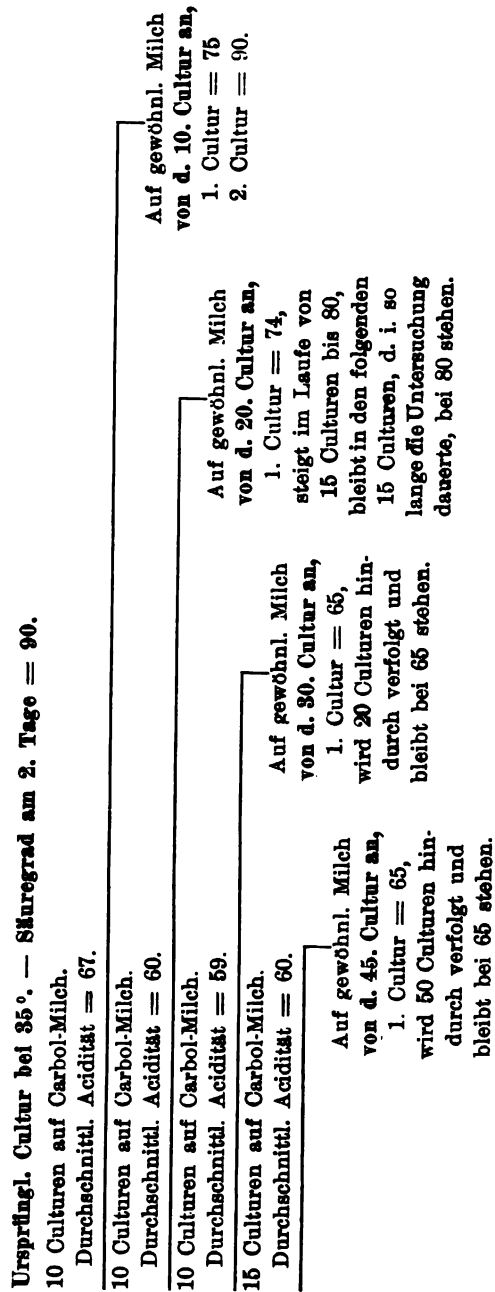 Ursprüngl. Cultur bei 35°. — Säuregrad am 2. Tage = 90.
10 Culturen auf Carbol-Milch.
Durchschnittl. Acidität = 67.
10 Culturen auf Carbol-Milch.
Durchschnittl. Acidität = 60.
10 Culturen auf Carbol-Milch.
Durchschnittl. Acidität = 59.
15 Culturen auf Carbol-Milch.
Durchschnittl. Acidität = 60.
Auf gewöhnl. Milch
von d. 45. Cultur an,
1. Cultur = 65,
wird 50 Culturen hin-
durch verfolgt und
bleibt bei 65 stehen.
Auf gewöhnl. Milch
von d. 30. Cultur an,
1. Cultur = 65,
wird 20 Culturen hin-
durch verfolgt und
bleibt bei 65 stehen.
Auf gewöhnl. Milch
von d. 20. Cultur an,
1. Cultur = 74,
steigt im Laufe von
15 Culturen bis 80,
bleibt in den folgenden
15 Culturen, d. i. so
lange die Untersuchung
dauerte, bei 80 stehen.
Auf gewöhnl. Milch
von d. 10. Cultur an,
1. Cultur = 75
2. Cultur = 90.